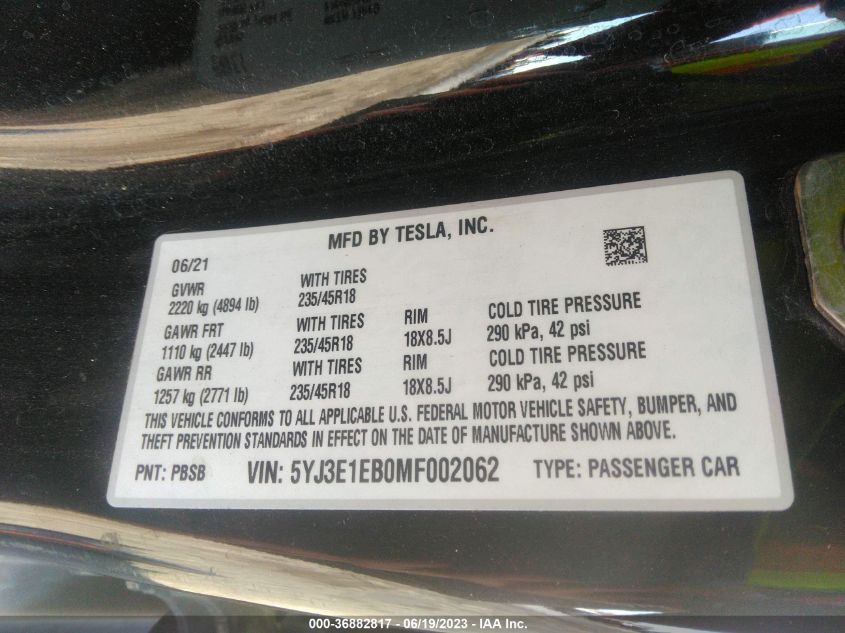 MFD BY TESLA, INC.
06/21
GVWR WITH TIRES
2220 kg (4894 lb) 235/45R18
GAWR FRT WITH TIRES RIM COLD TIRE PRESSURE
1110 kg (2447 lb) 235/45R18 18X8.5J 290 kPa, 42 psi
GAWR RR WITH TIRES RIM COLD TIRE PRESSURE
1257 kg (2771 lb) 235/45R18 18X8.5J 290 kPa, 42 psi
THIS VEHICLE CONFORMS TO ALL APPLICABLE U.S. FEDERAL MOTOR VEHICLE SAFETY, BUMPER, AND
THEFT PREVENTION STANDARDS IN EFFECT ON THE DATE OF MANUFACTURE SHOWN ABOVE.
PNT: PBSB VIN: 5YJ3E1EB0MF002062 TYPE: PASSENGER CAR
000-36882817 - 06/19/2023 - IAA Inc.